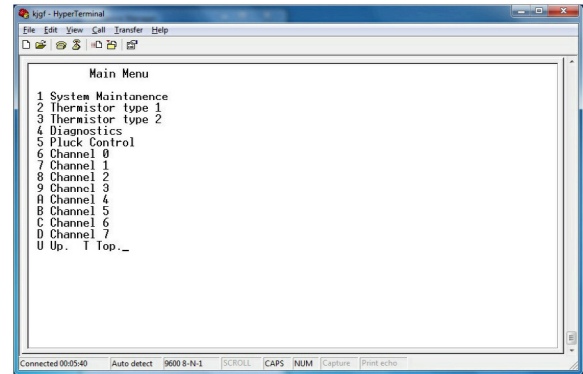 kjgf - HyperTerminal
File Edit View Call Transfer Help
Main Menu
1 System Maintanence
2 Thermistor type 1
3 Thermistor type 2
4 Diagnostics
5 Pluck Control
6 Channel 0
7 Channel 1
8 Channel 2
9 Channel 3
A Channel 4
B Channel 5
C Channel 6
D Channel 7
U Up. T Top._
Connected 00:05:40 Auto detect 9600 8-N-1 SCROLL CAPS NUM Capture Print echo